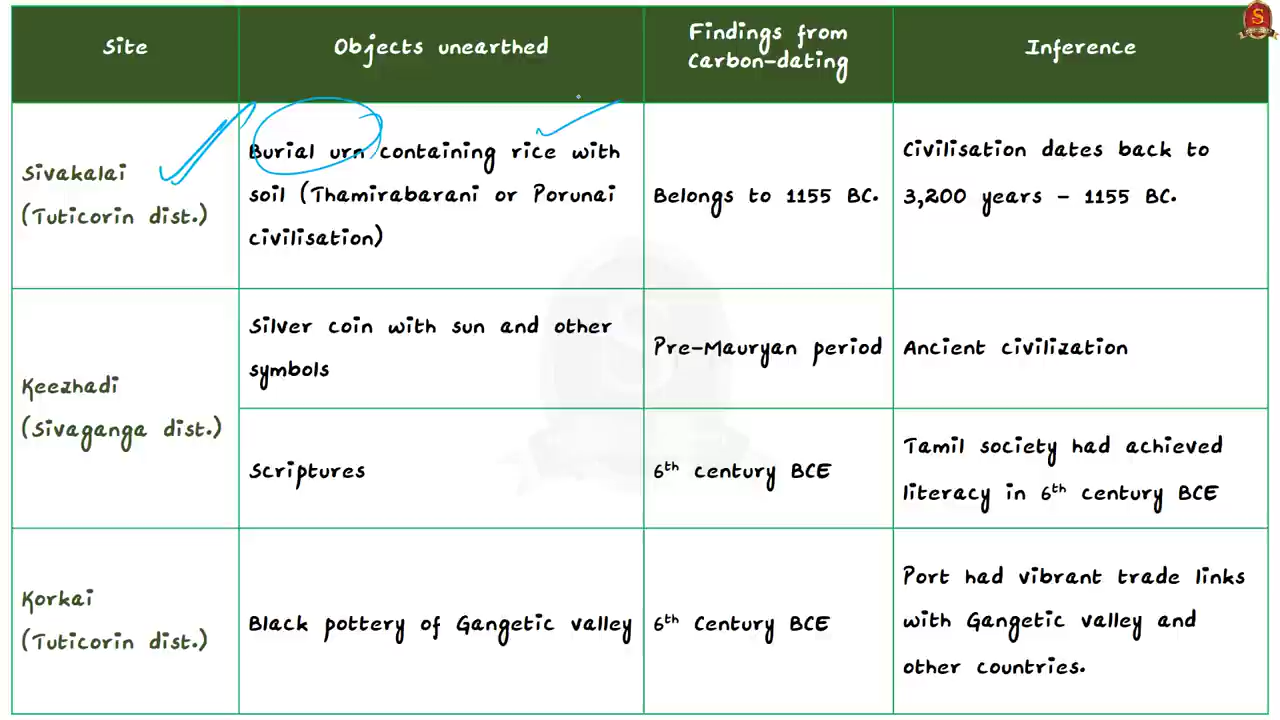 Site
Objects unearthed
Findings from
Carbon-dating
Inference
Sivakalai
(Tuticorin dist.)
Burial urn containing rice with
soil (Thamirabarani or Porunai
civilisation)
Belongs to 1155 BC.
Civilisation dates back to
3,200 years - 1155 BC.
Keezhadi
(Sivaganga dist.)
Silver coin with sun and other
symbols
Pre-Mauryan period
Ancient civilization
Scriptures
6th century BCE
Tamil society had achieved
literacy in 6th century BCE
Korkai
(Tuticorin dist.)
Black pottery of Gangetic valley
6th Century BCE
Port had vibrant trade links
with Gangetic valley and
other countries.
S